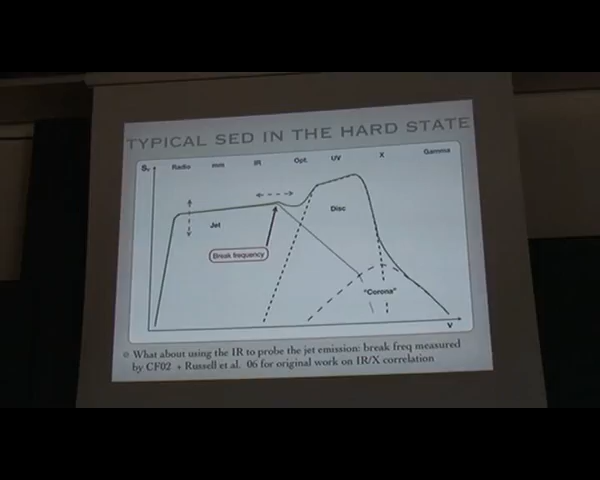 TYPICAL SED IN THE HARD STATE
Sν Radio mm IR Opt. UV X Gamma
Disc
Jet
Break frequency
"Corona"
ν
What about using the IR to probe the jet emission: break freq measured
by CF02 + Russell et al. 06 for original work on IR/X correlation